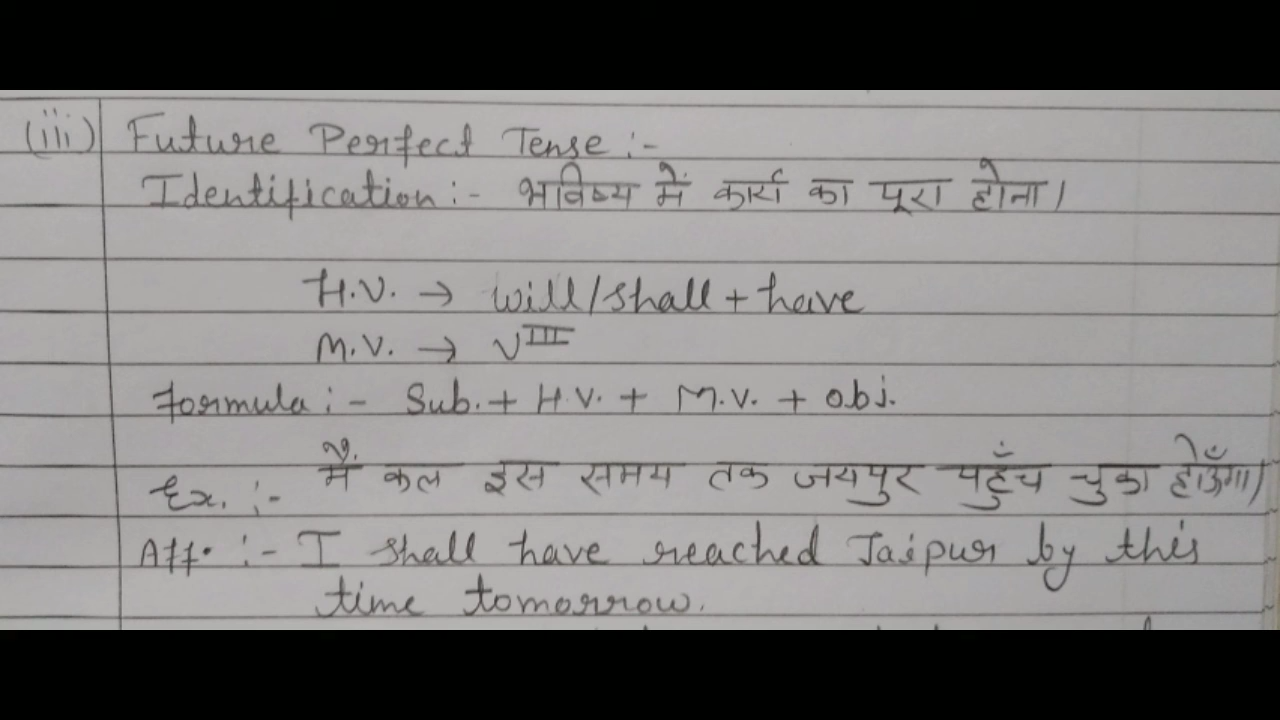 (iii) Future Perfect Tense :-
Identification :- भविष्य में कार्य का पूरा होना।
H.V. → will/shall + have
M.V. → V III
Formula :- Sub. + H.V. + M.V. + obj.
Ex. :- मैं कल इस समय तक जयपुर पहुँच चुका होऊँगा।
Aff. :- I shall have reached Jaipur by this
time tomorrow.